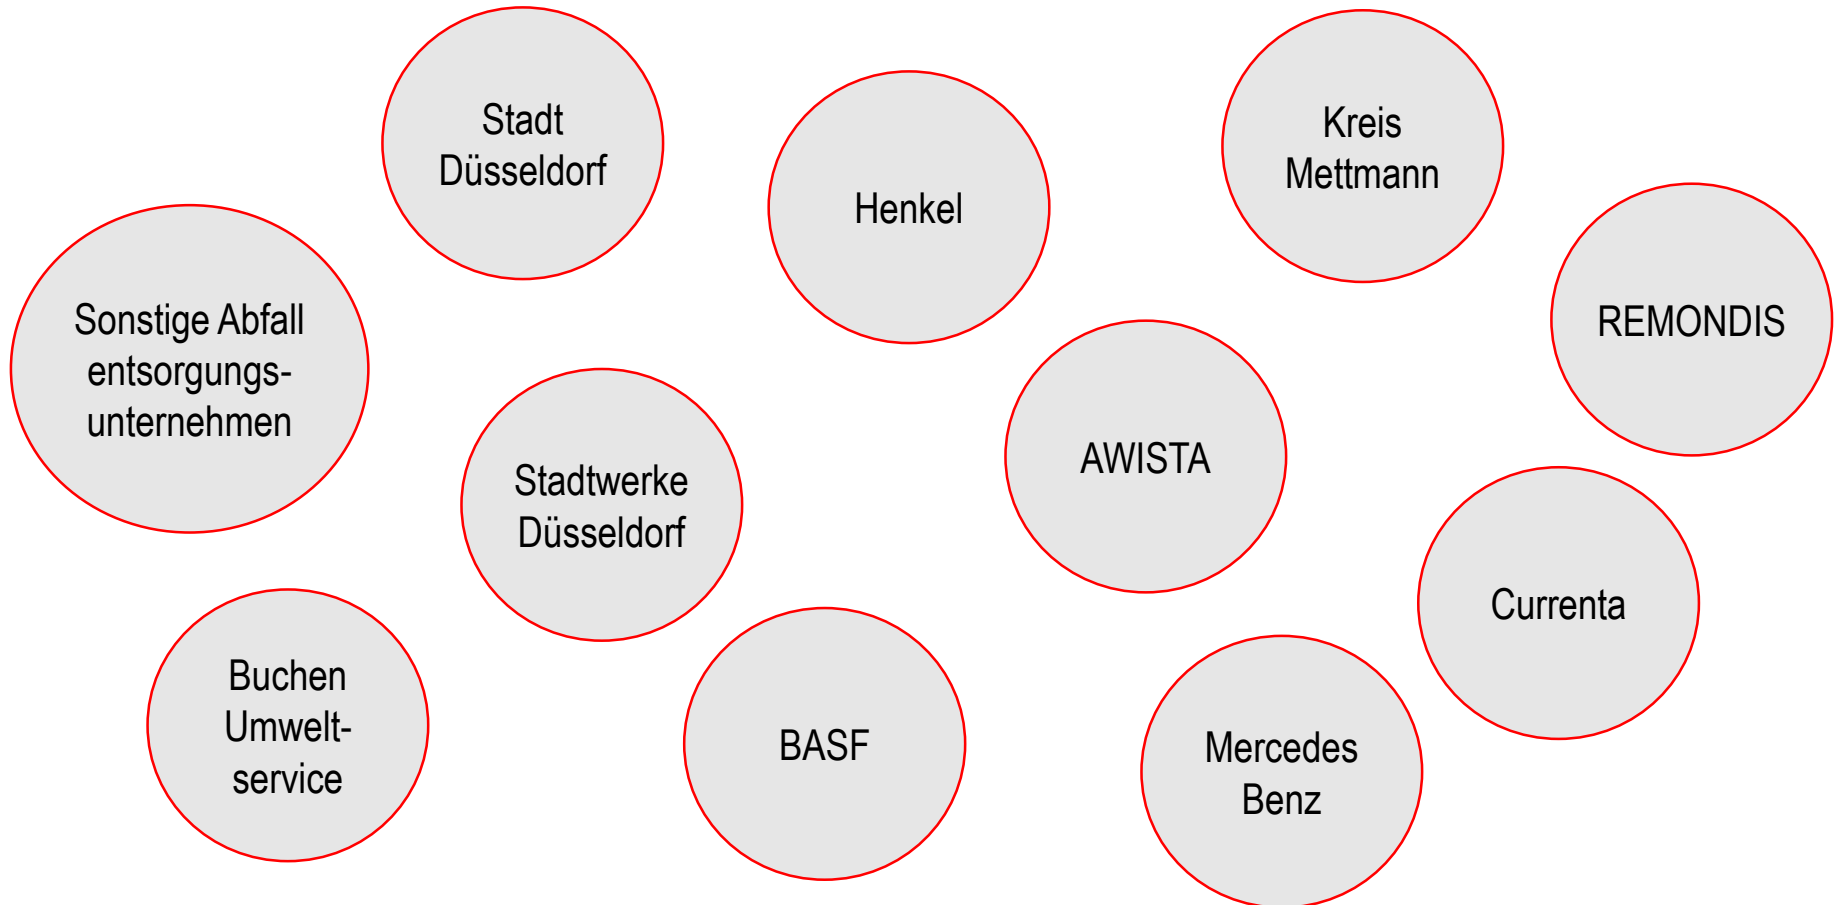 Stadt
Düsseldorf
Henkel
Kreis
Mettmann
REMONDIS
Sonstige Abfall
entsorgungs-
unternehmen
Stadtwerke
Düsseldorf
AWISTA
Currenta
Buchen
Umwelt-
service
BASF
Mercedes
Benz